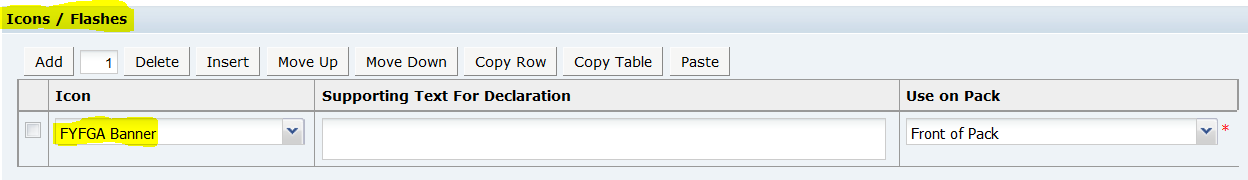 Icons / Flashes
Add 1 Delete Insert Move Up Move Down Copy Row Copy Table Paste
Icon Supporting Text For Declaration Use on Pack
FYFGA Banner Front of Pack *